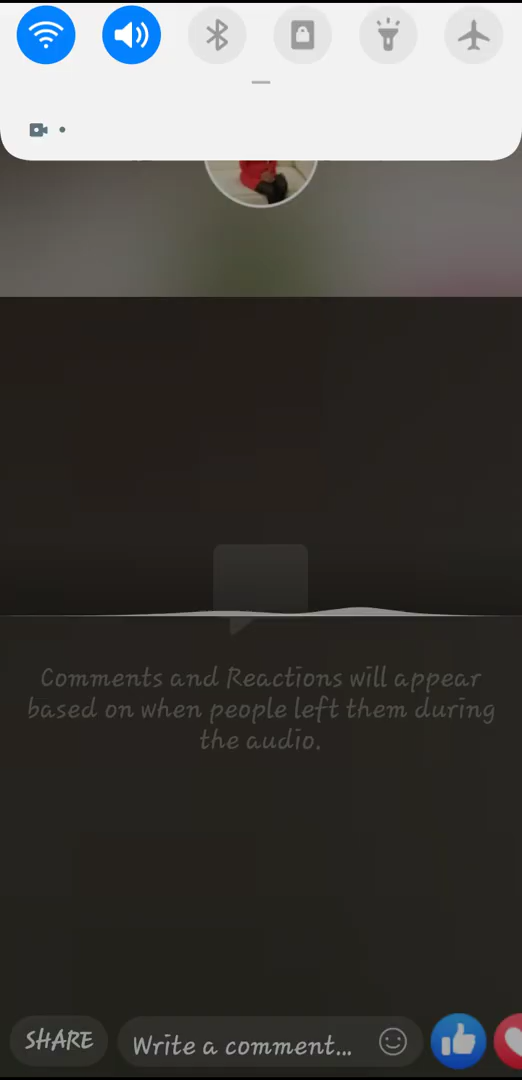 Comments and Reactions will appear
based on when people left them during
the audio.
SHARE
Write a comment...